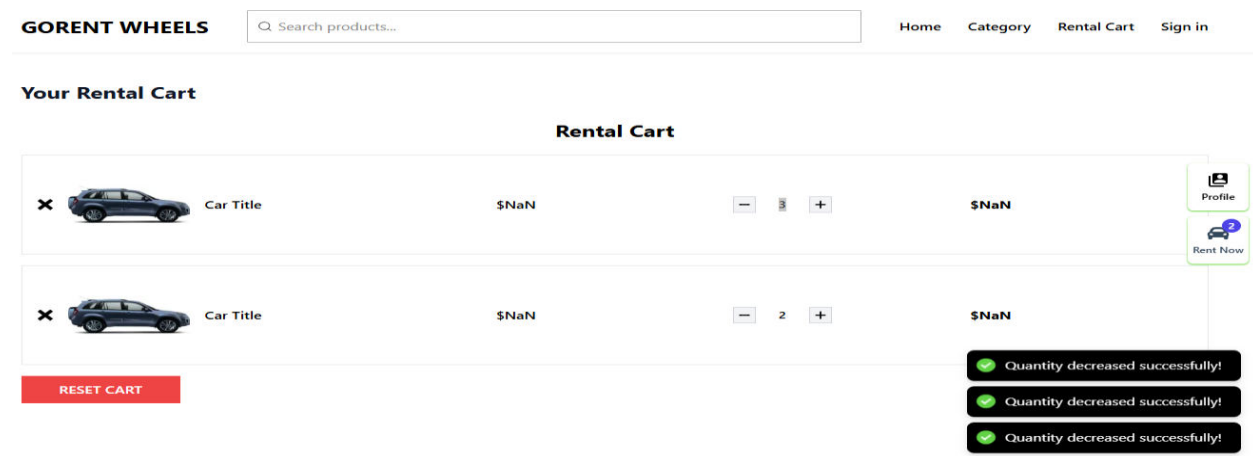 GORENT WHEELS Search products... Home Category Rental Cart Sign in
Your Rental Cart
Rental Cart
Car Title $NaN 3 $NaN
Profile
2
Rent Now
Car Title $NaN 2 $NaN
RESET CART
Quantity decreased successfully!
Quantity decreased successfully!
Quantity decreased successfully!